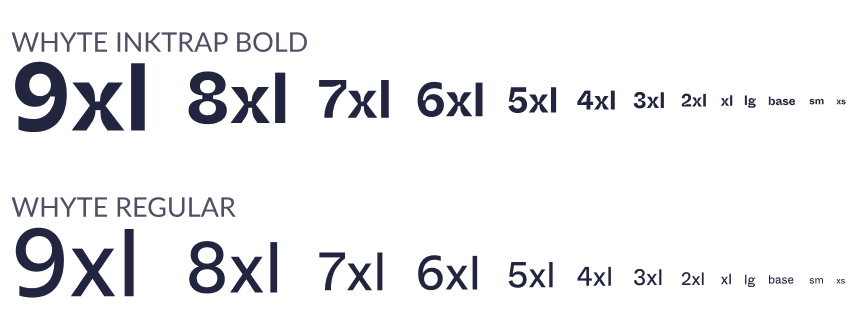 WHYTE INKTRAP BOLD
9xl 8xl 7xl 6xl 5xl 4xl 3xl 2xl xl lg base sm xs
WHYTE REGULAR
9xl 8xl 7xl 6xl 5xl 4xl 3xl 2xl xl lg base sm xs